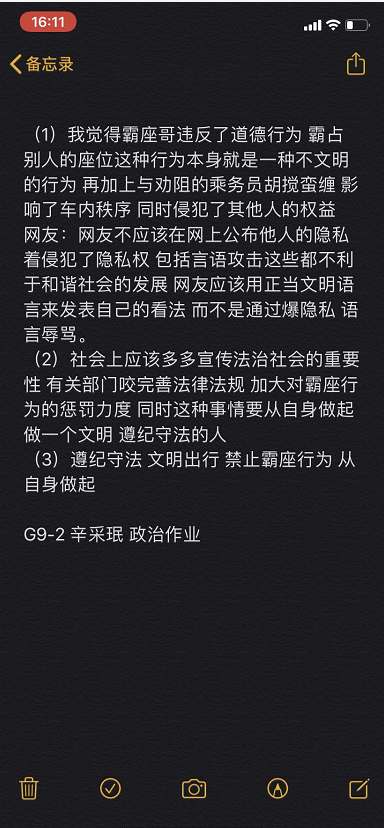 16:11
备忘录
（1）我觉得霸座哥违反了道德行为 霸占
别人的座位这种行为本身就是一种不文明
的行为 再加上与劝阻的乘务员胡搅蛮缠 影
响了车内秩序 同时侵犯了其他人的权益
网友：网友不应该在网上公布他人的隐私
着侵犯了隐私权 包括言语攻击这些都不利
于和谐社会的发展 网友应该用正当文明语
言来发表自己的看法 而不是通过爆隐私 语
言辱骂。
（2）社会上应该多多宣传法治社会的重要
性 有关部门咬完善法律法规 加大对霸座行
为的惩罚力度 同时这种事情要从自身做起
做一个文明 遵纪守法的人
（3）遵纪守法 文明出行 禁止霸座行为 从
自身做起
G9-2 辛采珉 政治作业